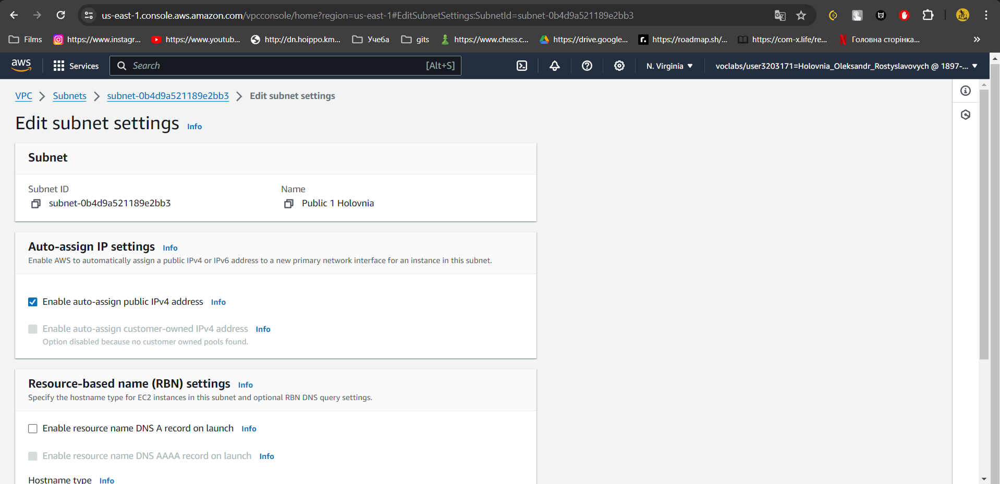 us-east-1.console.aws.amazon.com/vpcconsole/home?region=us-east-1#EditSubnetSettings:SubnetId=subnet-0b4d9a521189e2bb3
Films https://www.instagr... https://www.youtub... http://dn.hoippo.km... Учеба gits https://www.chess.c... https://drive.google... https://roadmap.sh/... https://com-x.life/re... Головна сторінка...
aws Services Search [Alt+S] N. Virginia voclabs/user3203171=Holovnia_Oleksandr_Rostyslavovych @ 1897-...
VPC Subnets subnet-0b4d9a521189e2bb3 Edit subnet settings
Edit subnet settings Info
Subnet
Subnet ID Name
subnet-0b4d9a521189e2bb3 Public 1 Holovnia
Auto-assign IP settings Info
Enable AWS to automatically assign a public IPv4 or IPv6 address to a new primary network interface for an instance in this subnet.
Enable auto-assign public IPv4 address Info
Enable auto-assign customer-owned IPv4 address Info
Option disabled because no customer owned pools found.
Resource-based name (RBN) settings Info
Specify the hostname type for EC2 instances in this subnet and optional RBN DNS query settings.
Enable resource name DNS A record on launch Info
Enable resource name DNS AAAA record on launch Info
Hostname type Info